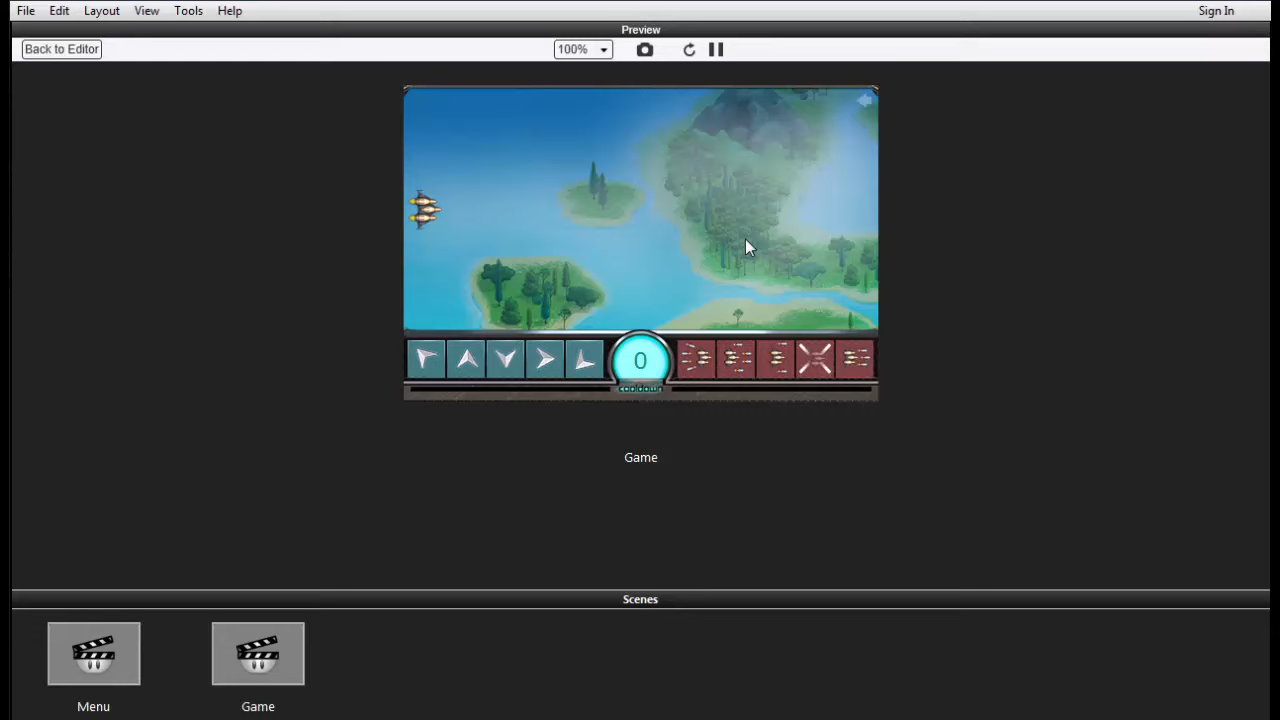 File Edit Layout View Tools Help Sign In
Preview
Back to Editor 100%
0
cooldown
Game
Scenes
Menu Game